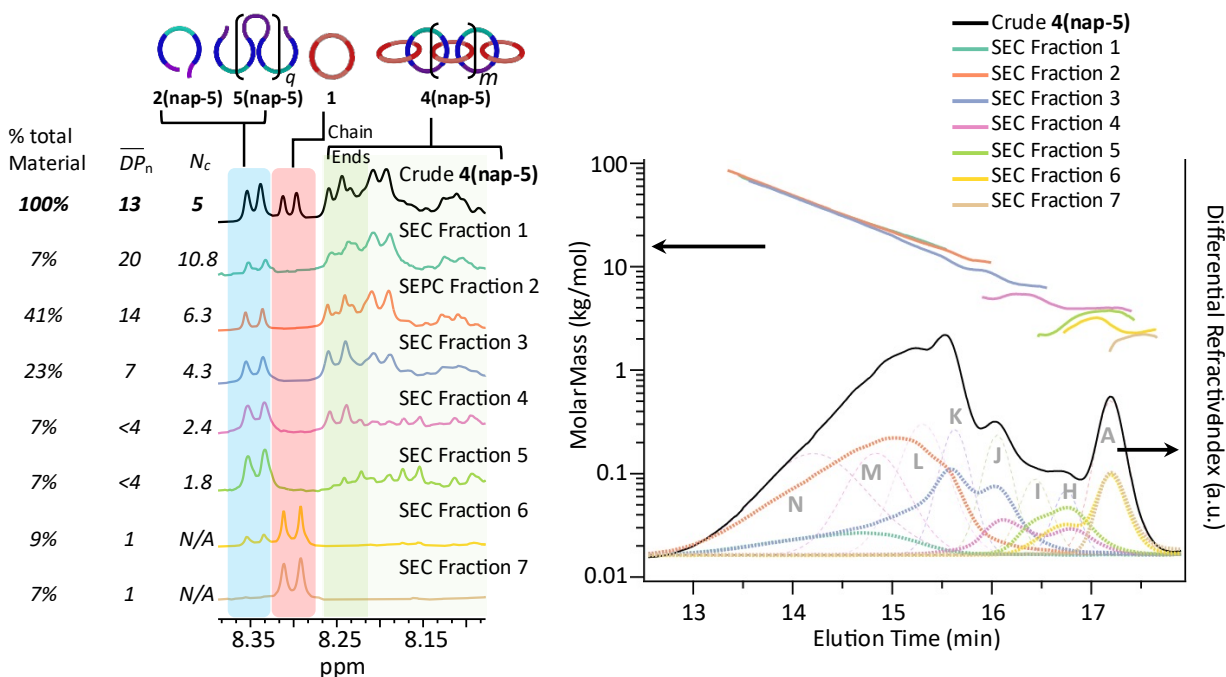 q
m
2(nap-5) 5(nap-5) 1 4(nap-5)
% total Material
DPn
Nc
Chain Ends
Crude 4(nap-5)
100% 13 5
SEC Fraction 1
7% 20 10.8
SEPC Fraction 2
41% 14 6.3
SEC Fraction 3
23% 7 4.3
SEC Fraction 4
7% <4 2.4
SEC Fraction 5
7% <4 1.8
SEC Fraction 6
9% 1 N/A
SEC Fraction 7
7% 1 N/A
8.35 8.25 8.15
ppm
Crude 4(nap-5)
SEC Fraction 1
SEC Fraction 2
SEC Fraction 3
SEC Fraction 4
SEC Fraction 5
SEC Fraction 6
SEC Fraction 7
Molar Mass (kg/mol)
100
10
1
0.1
0.01
N M L K J I H A
13 14 15 16 17
Elution Time (min)
Differential RefractiveIndex (a.u.)